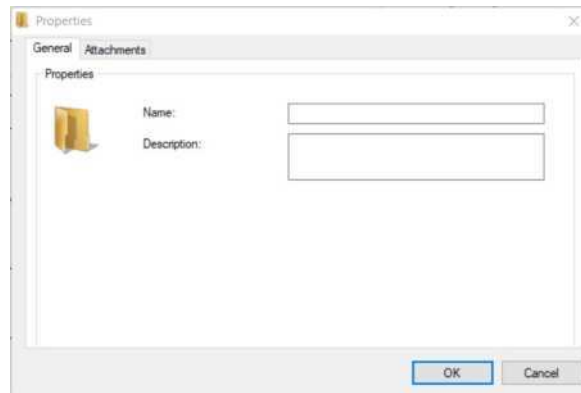 Properties
General Attachments
Properties
Name:
Description:
OK Cancel